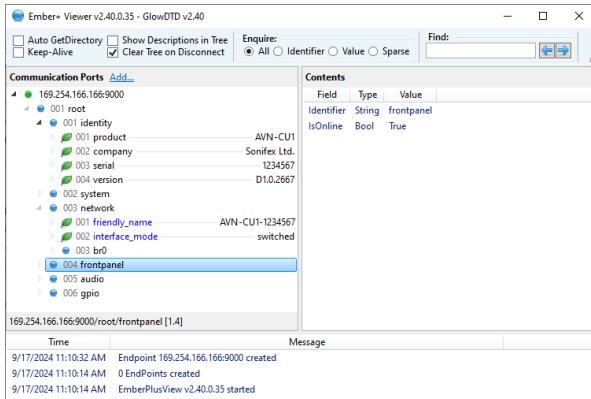 Ember+ Viewer v2.40.0.35 - GlowDTD v2.40
Auto GetDirectory Show Descriptions in Tree
Keep-Alive Clear Tree on Disconnect
Enquire:
All Identifier Value Sparse
Find:
Communication Ports Add...
169.254.166.166:9000
001 root
001 identity
001 product AVN-CU1
002 company Sonifex Ltd.
003 serial 1234567
004 version D1.0.2667
002 system
003 network
001 friendly_name AVN-CU1-1234567
002 interface_mode switched
003 br0
004 frontpanel
005 audio
006 gpio
169.254.166.166:9000/root/frontpanel [1.4]
Contents
Field Type Value
Identifier String frontpanel
IsOnline Bool True
Time Message
9/17/2024 11:10:32 AM Endpoint 169.254.166.166:9000 created
9/17/2024 11:10:14 AM 0 EndPoints created
9/17/2024 11:10:14 AM EmberPlusView v2.40.0.35 started